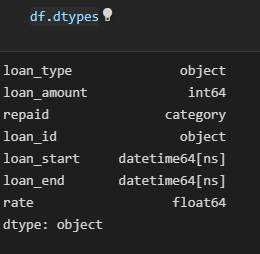 df.dtypes
loan_type object
loan_amount int64
repaid category
loan_id object
loan_start datetime64[ns]
loan_end datetime64[ns]
rate float64
dtype: object